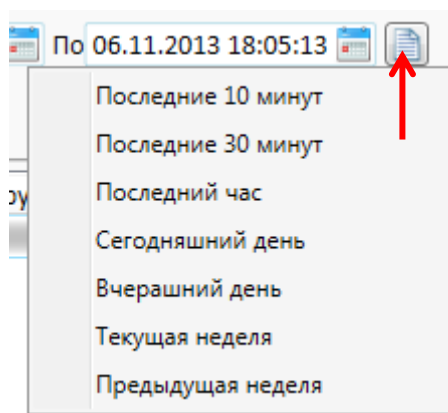 По 06.11.2013 18:05:13
Последние 10 минут
Последние 30 минут
Последний час
Сегодняшний день
Вчерашний день
Текущая неделя
Предыдущая неделя